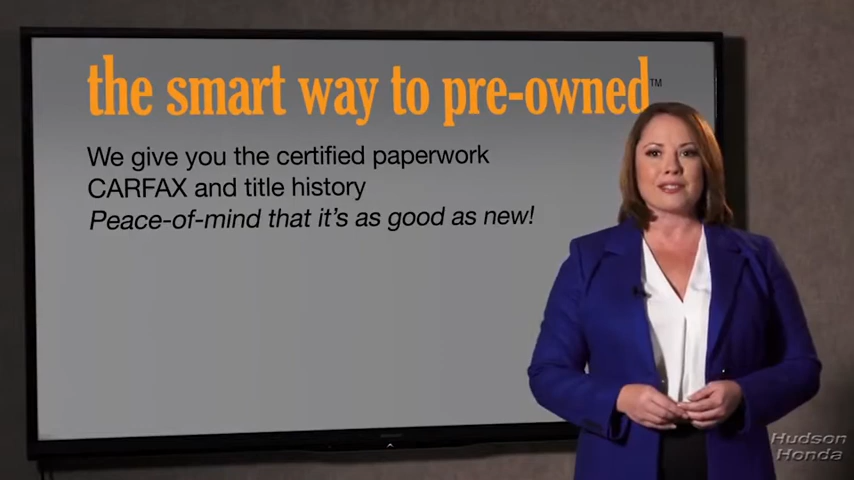 the smart way to pre-owned™
We give you the certified paperwork
CARFAX and title history
Peace-of-mind that it's as good as new!
Hudson
Honda